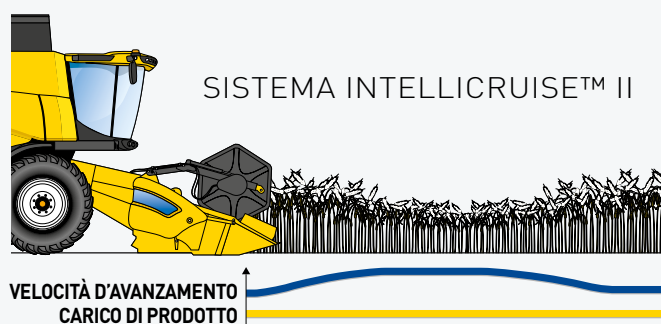 SISTEMA INTELLICRUISE™ II
VELOCITÀ D'AVANZAMENTO
CARICO DI PRODOTTO